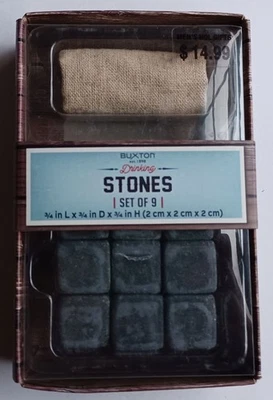 $14.99
BUXTON
EST. 1898
Drinking
STONES
SET OF 9
3/4 in L x 3/4 in D x 3/4 in H (2 cm x 2 cm x 2 cm)